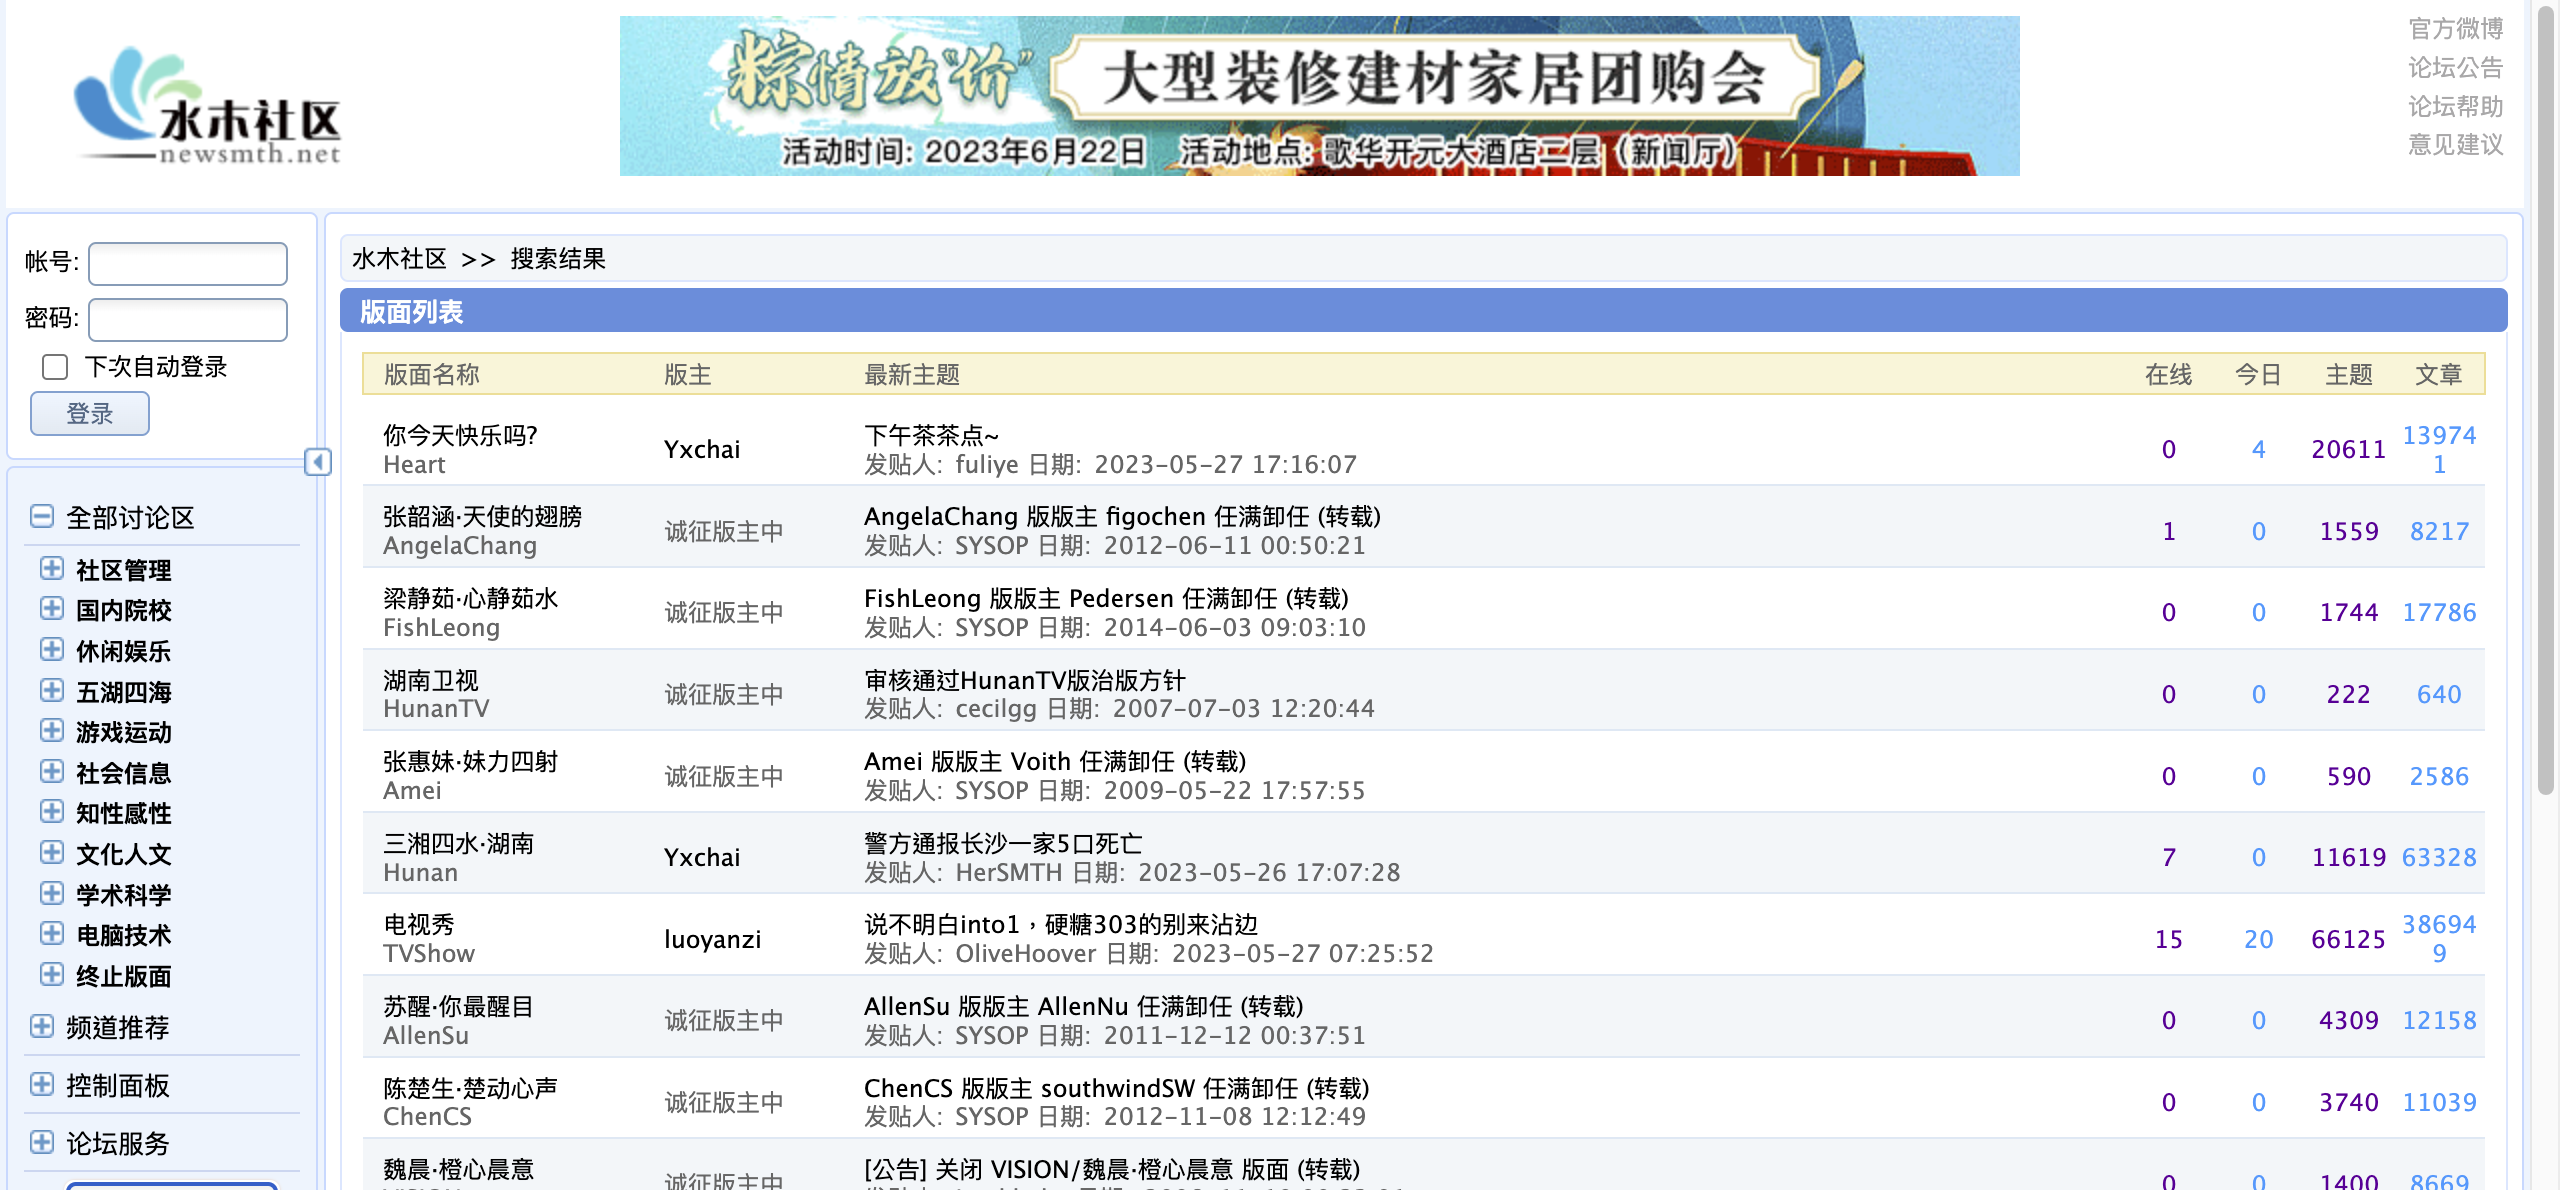 水木社区
newsmth.net
粽情放“价”
大型装修建材家居团购会
活动时间: 2023年6月22日 活动地点: 歌华开元大酒店二层（新闻厅）
官方微博
论坛公告
论坛帮助
意见建议
帐号:
密码:
下次自动登录
登录
全部讨论区
社区管理
国内院校
休闲娱乐
五湖四海
游戏运动
社会信息
知性感性
文化人文
学术科学
电脑技术
终止版面
频道推荐
控制面板
论坛服务
水木社区 >> 搜索结果
版面列表
版面名称 版主 最新主题 在线 今日 主题 文章
你今天快乐吗? Yxchai 下午茶茶点~ 0 4 20611 13974
Heart 发贴人: fuliye 日期: 2023-05-27 17:16:07 1
张韶涵·天使的翅膀 诚征版主中 AngelaChang 版版主 figochen 任满卸任 (转载) 1 0 1559 8217
AngelaChang 发贴人: SYSOP 日期: 2012-06-11 00:50:21
梁静茹·心静茹水 诚征版主中 FishLeong 版版主 Pedersen 任满卸任 (转载) 0 0 1744 17786
FishLeong 发贴人: SYSOP 日期: 2014-06-03 09:03:10
湖南卫视 诚征版主中 审核通过HunanTV版治版方针 0 0 222 640
HunanTV 发贴人: cecilgg 日期: 2007-07-03 12:20:44
张惠妹·妹力四射 诚征版主中 Amei 版版主 Voith 任满卸任 (转载) 0 0 590 2586
Amei 发贴人: SYSOP 日期: 2009-05-22 17:57:55
三湘四水·湖南 Yxchai 警方通报长沙一家5口死亡 7 0 11619 63328
Hunan 发贴人: HerSMTH 日期: 2023-05-26 17:07:28
电视秀 luoyanzi 说不明白into1，硬糖303的别来沾边 15 20 66125 38694
TVShow 发贴人: OliveHoover 日期: 2023-05-27 07:25:52 9
苏醒·你最醒目 诚征版主中 AllenSu 版版主 AllenNu 任满卸任 (转载) 0 0 4309 12158
AllenSu 发贴人: SYSOP 日期: 2011-12-12 00:37:51
陈楚生·楚动心声 诚征版主中 ChenCS 版版主 southwindSW 任满卸任 (转载) 0 0 3740 11039
ChenCS 发贴人: SYSOP 日期: 2012-11-08 12:12:49
魏晨·橙心晨意 诚征版主中 [公告] 关闭 VISION/魏晨·橙心晨意 版面 (转载) 0 0 1400 8669